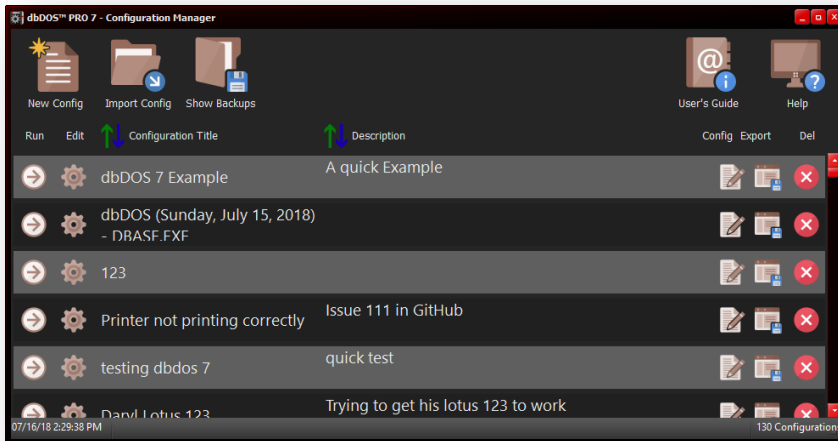 dbDOS™ PRO 7 - Configuration Manager
New Config Import Config Show Backups User's Guide Help
Run Edit Configuration Title Description Config Export Del
dbDOS 7 Example A quick Example
dbDOS (Sunday, July 15, 2018)
- DBASE.EXE
123
Printer not printing correctly Issue 111 in GitHub
testing dbdos 7 quick test
Daryl Lotus 123 Trying to get his lotus 123 to work
07/16/18 2:29:38 PM 130 Configuration